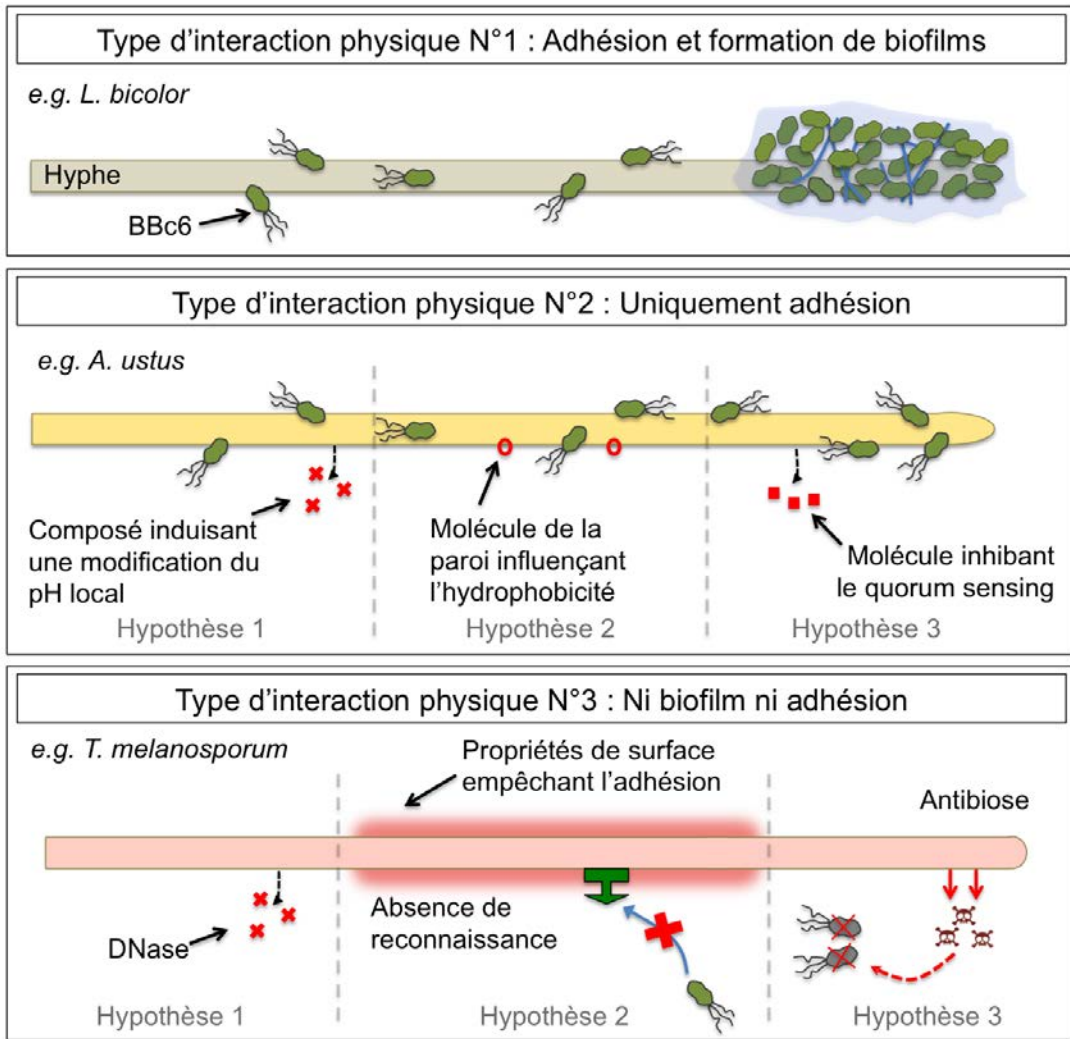 Type d'interaction physique N°1 : Adhésion et formation de biofilms
e.g. L. bicolor
Hyphe
BBc6
Type d'interaction physique N°2 : Uniquement adhésion
e.g. A. ustus
Composé induisant
une modification du
pH local
Molécule de la
paroi influençant
l'hydrophobicité
Molécule inhibant
le quorum sensing
Hypothèse 1
Hypothèse 2
Hypothèse 3
Type d'interaction physique N°3 : Ni biofilm ni adhésion
e.g. T. melanosporum
Propriétés de surface
empêchant l'adhésion
Antibiose
DNase
Absence de
reconnaissance
Hypothèse 1
Hypothèse 2
Hypothèse 3